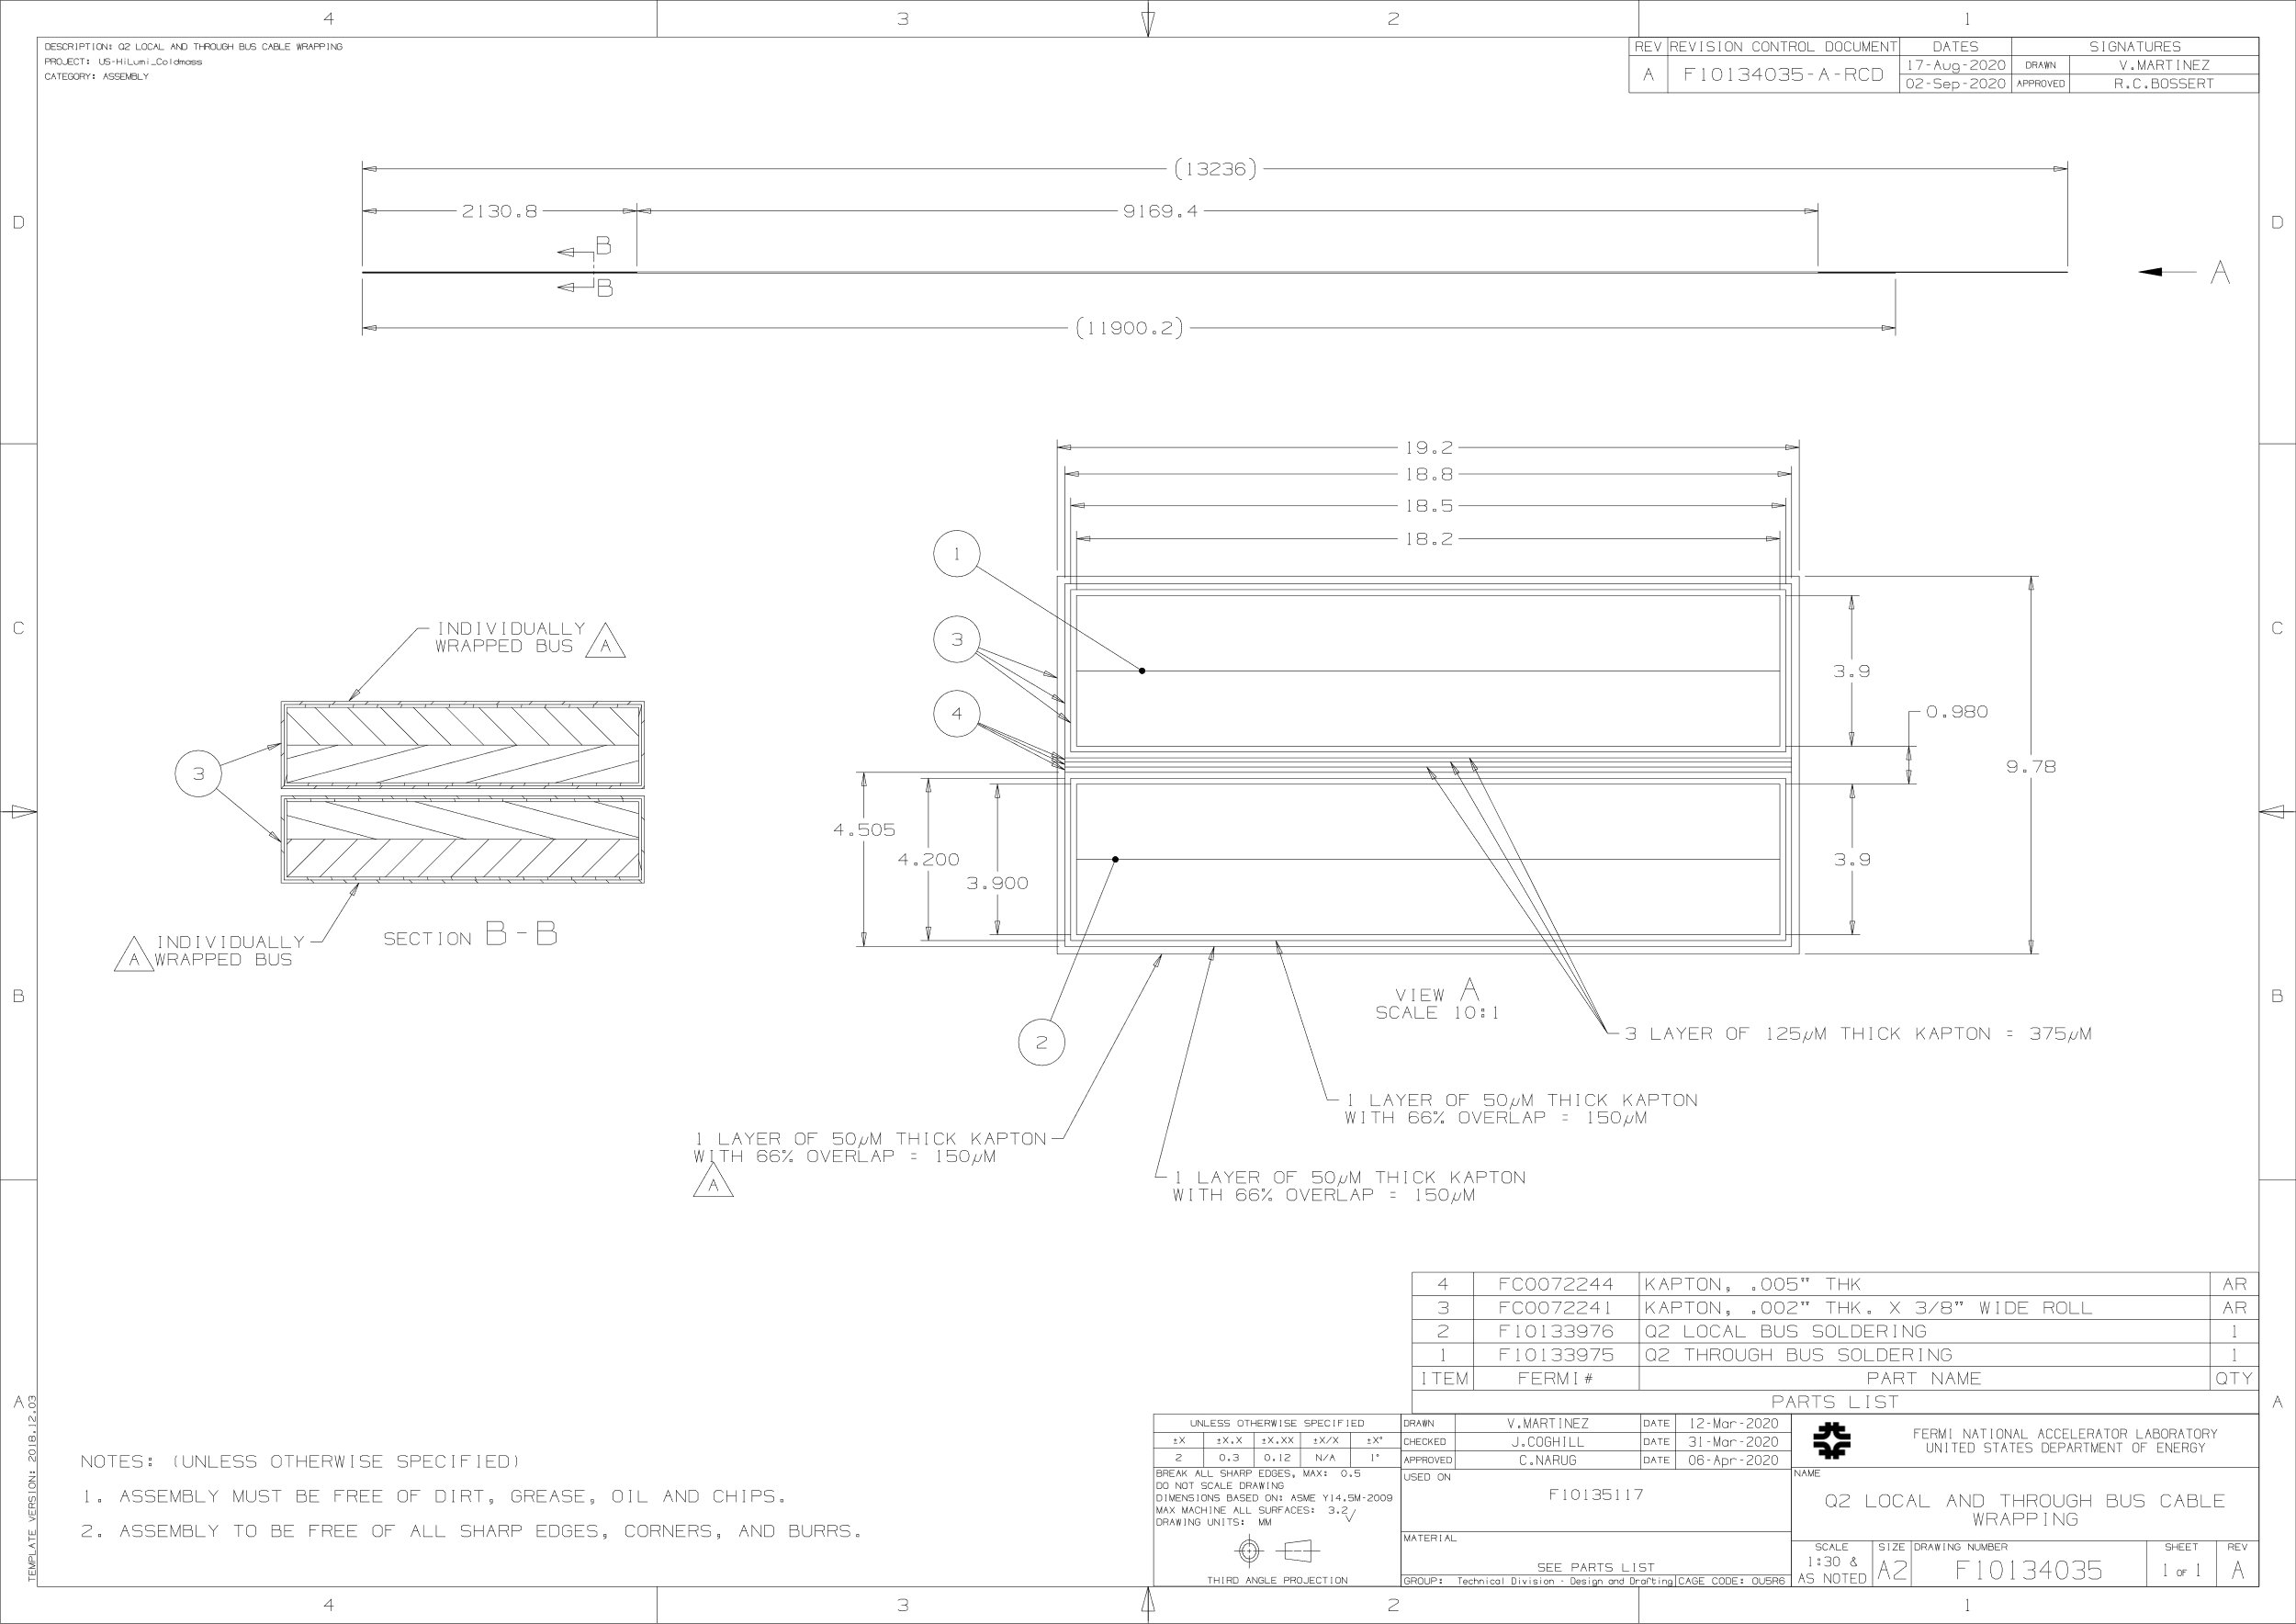 4 3 2 1
DESCRIPTION: Q2 LOCAL AND THROUGH BUS CABLE WRAPPING
PROJECT: US-HiLumi_Coldmass
CATEGORY: ASSEMBLY
REV REVISION CONTROL DOCUMENT DATES SIGNATURES
A F10134035-A-RCD 17-Aug-2020 DRAWN V.MARTINEZ
02-Sep-2020 APPROVED R.C.BOSSERT
(13236)
2130.8 9169.4
D D
B
B
A
(11900.2)
19.2
18.8
18.5
18.2
1
3
4
C C
INDIVIDUALLY
WRAPPED BUS A
3
3.9
0.980
9.78
4.505
4.200
3.900
3.9
INDIVIDUALLY
A WRAPPED BUS
SECTION B-B
B B
VIEW A
SCALE 10:1
2
3 LAYER OF 125µM THICK KAPTON = 375µM
1 LAYER OF 50µM THICK KAPTON
WITH 66% OVERLAP = 150µM
1 LAYER OF 50µM THICK KAPTON
WITH 66% OVERLAP = 150µM
A
1 LAYER OF 50µM THICK KAPTON
WITH 66% OVERLAP = 150µM
4 FC0072244 KAPTON, .005" THK AR
3 FC0072241 KAPTON, .002" THK. X 3/8" WIDE ROLL AR
2 F10133976 Q2 LOCAL BUS SOLDERING 1
1 F10133975 Q2 THROUGH BUS SOLDERING 1
ITEM FERMI# PART NAME QTY
PARTS LIST
A A
TEMPLATE VERSION: 2018.12.03
NOTES: (UNLESS OTHERWISE SPECIFIED)
1. ASSEMBLY MUST BE FREE OF DIRT, GREASE, OIL AND CHIPS.
2. ASSEMBLY TO BE FREE OF ALL SHARP EDGES, CORNERS, AND BURRS.
UNLESS OTHERWISE SPECIFIED
±X ±X.X ±X.XX ±X/X ±X°
2 0.3 0.12 N/A 1°
BREAK ALL SHARP EDGES, MAX: 0.5
DO NOT SCALE DRAWING
DIMENSIONS BASED ON: ASME Y14.5M-2009
MAX MACHINE ALL SURFACES: 3.2
DRAWING UNITS: MM
THIRD ANGLE PROJECTION
DRAWN V.MARTINEZ DATE 12-Mar-2020
CHECKED J.COGHILL DATE 31-Mar-2020
APPROVED C.NARUG DATE 06-Apr-2020
USED ON
F10135117
MATERIAL
SEE PARTS LIST
GROUP: Technical Division - Design and Drafting CAGE CODE: OU5R6
FERMI NATIONAL ACCELERATOR LABORATORY
UNITED STATES DEPARTMENT OF ENERGY
NAME
Q2 LOCAL AND THROUGH BUS CABLE
WRAPPING
SCALE SIZE DRAWING NUMBER SHEET REV
1:30 &
AS NOTED A2 F10134035 1 OF 1 A
4 3 2 1